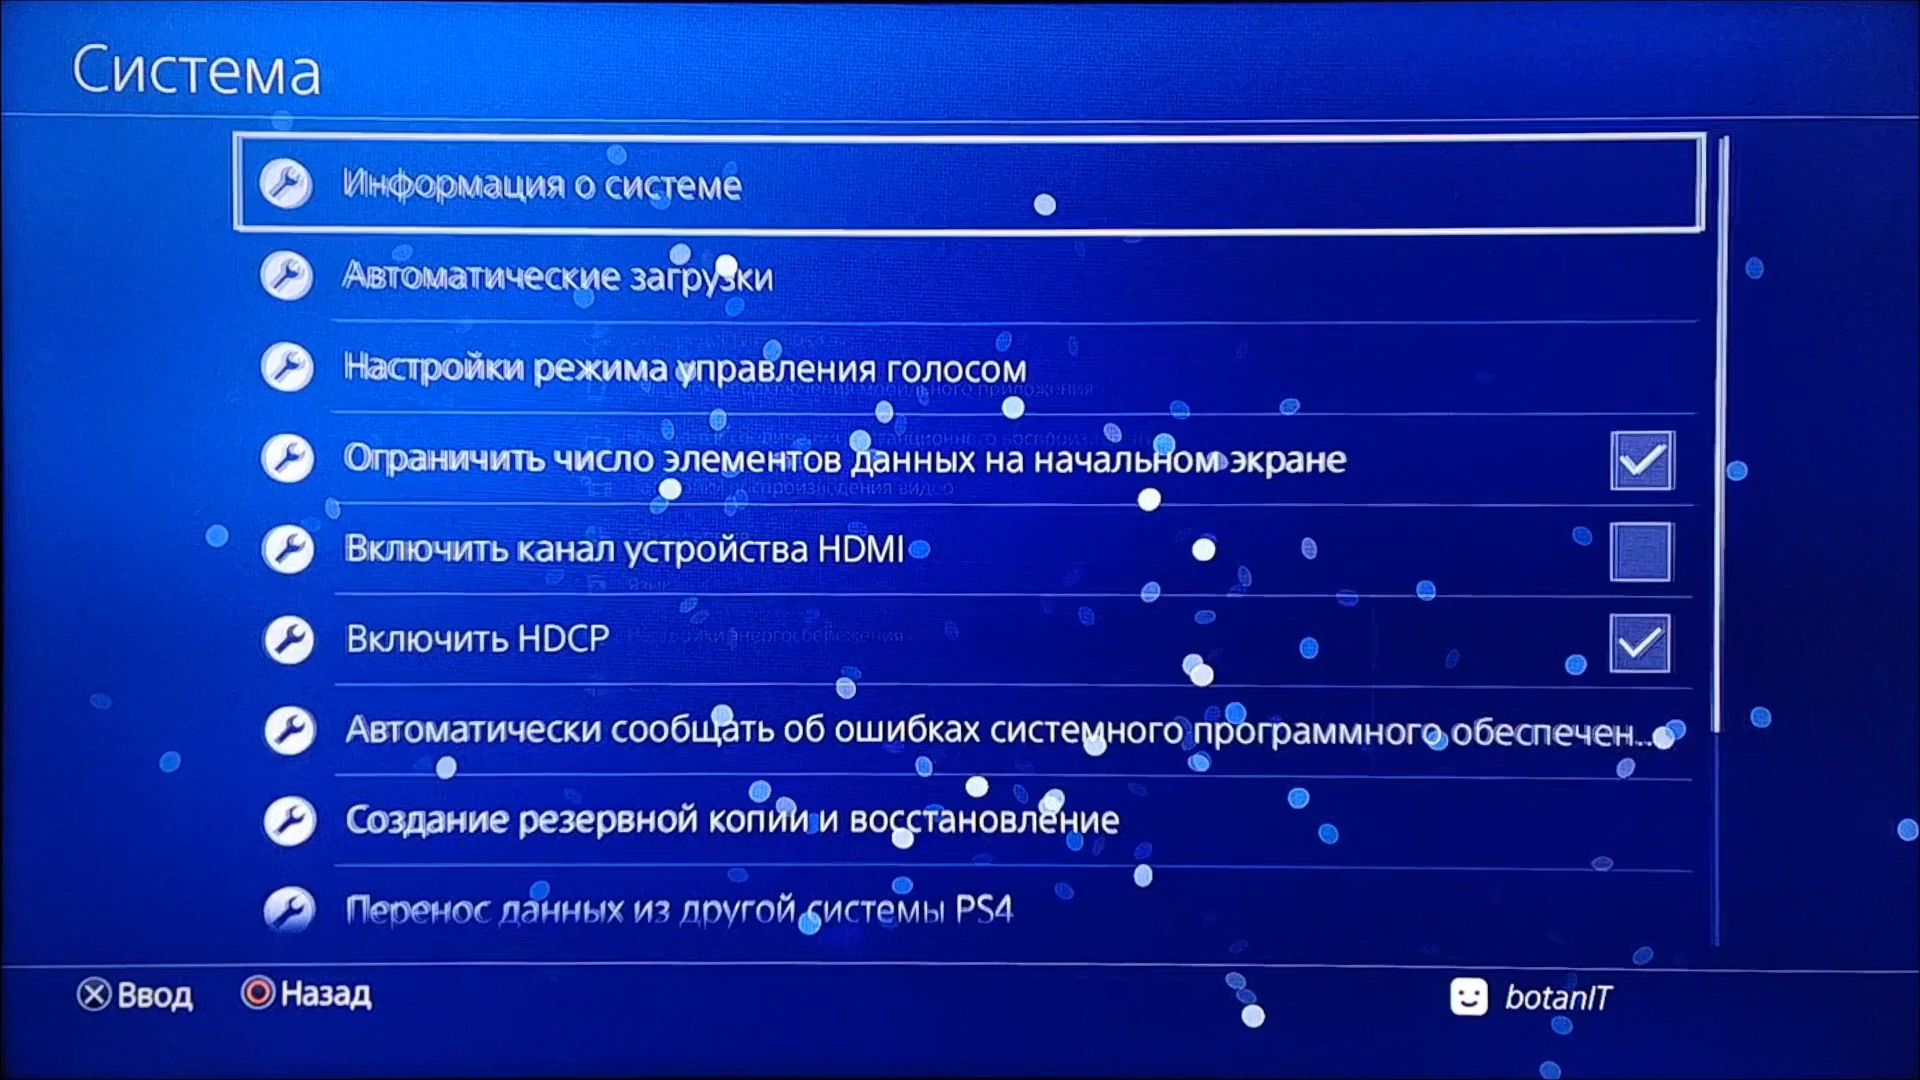 Система
Информация о системе
Автоматические загрузки
Настройки режима управления голосом
Ограничить число элементов данных на начальном экране
Включить канал устройства HDMI
Включить HDCP
Автоматически сообщать об ошибках системного программного обеспечен...
Создание резервной копии и восстановление
Перенос данных из другой системы PS4
Ввод
Назад
botanIT